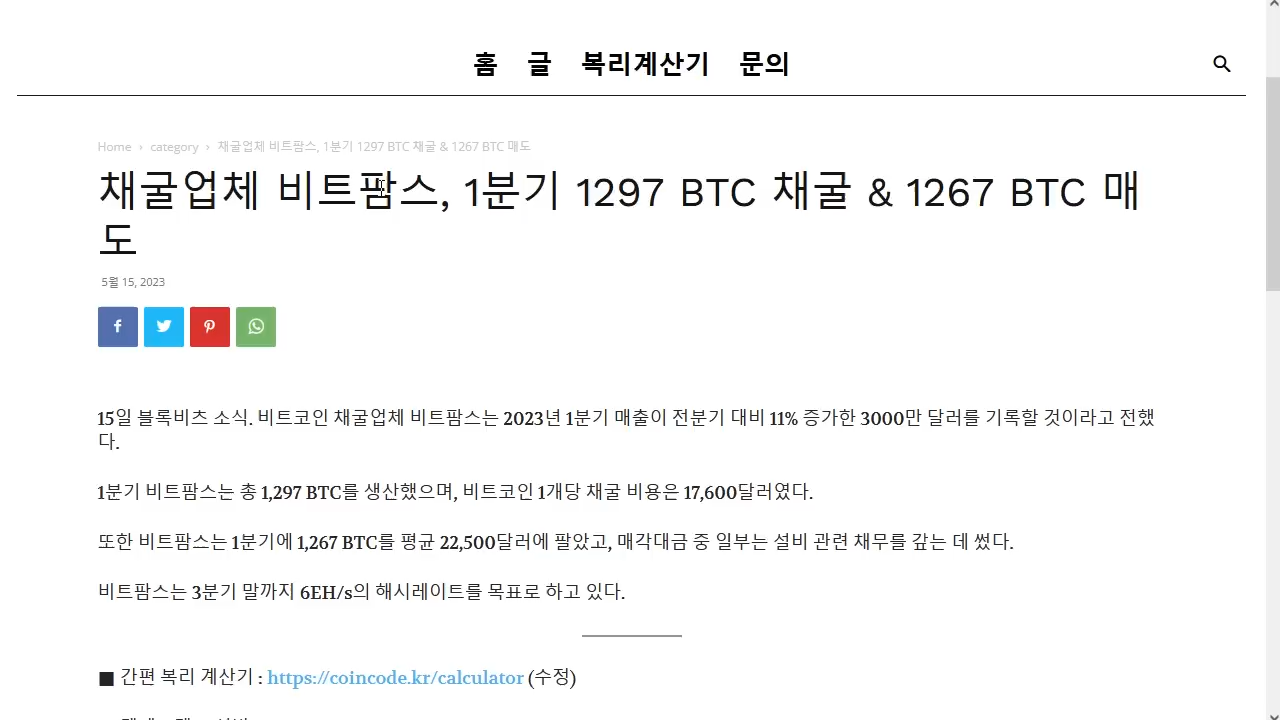 홈 글 복리계산기 문의
Home › category › 채굴업체 비트팜스, 1분기 1297 BTC 채굴 & 1267 BTC 매도
채굴업체 비트팜스, 1분기 1297 BTC 채굴 & 1267 BTC 매
도
5월 15, 2023
15일 블록비츠 소식. 비트코인 채굴업체 비트팜스는 2023년 1분기 매출이 전분기 대비 11% 증가한 3000만 달러를 기록할 것이라고 전했
다.
1분기 비트팜스는 총 1,297 BTC를 생산했으며, 비트코인 1개당 채굴 비용은 17,600달러였다.
또한 비트팜스는 1분기에 1,267 BTC를 평균 22,500달러에 팔았고, 매각대금 중 일부는 설비 관련 채무를 갚는 데 썼다.
비트팜스는 3분기 말까지 6EH/s의 해시레이트를 목표로 하고 있다.
■ 간편 복리 계산기 : https://coincode.kr/calculator (수정)